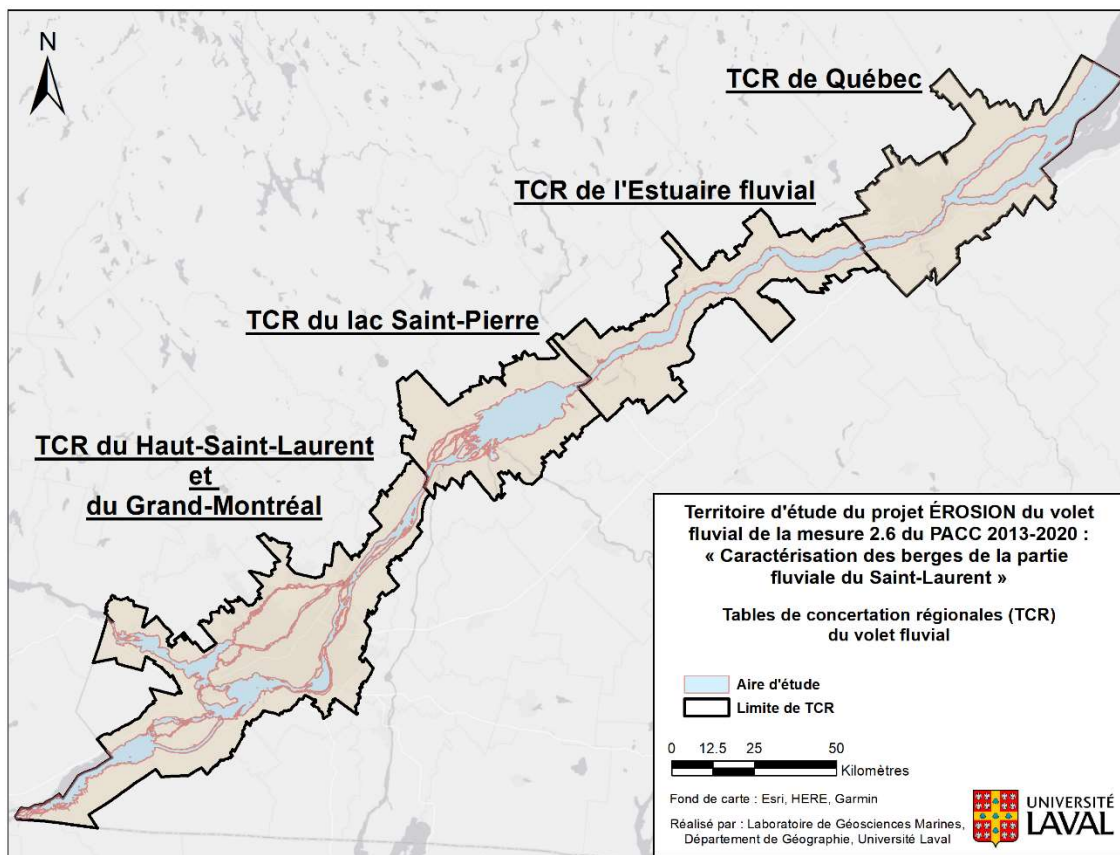 N
TCR de Québec
TCR de l'Estuaire fluvial
TCR du lac Saint-Pierre
TCR du Haut-Saint-Laurent
et
du Grand-Montréal
Territoire d'étude du projet ÉROSION du volet
fluvial de la mesure 2.6 du PACC 2013-2020 :
« Caractérisation des berges de la partie
fluviale du Saint-Laurent »
Tables de concertation régionales (TCR)
du volet fluvial
Aire d'étude
Limite de TCR
0 12.5 25 50
Kilomètres
Fond de carte : Esri, HERE, Garmin
Réalisé par : Laboratoire de Géosciences Marines,
Département de Géographie, Université Laval
UNIVERSITÉ
LAVAL